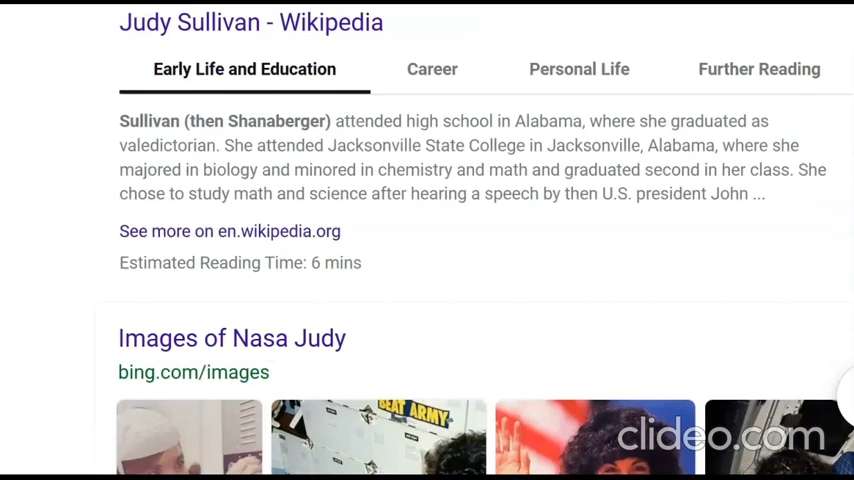 Judy Sullivan - Wikipedia
Early Life and Education Career Personal Life Further Reading
Sullivan (then Shanaberger) attended high school in Alabama, where she graduated as
valedictorian. She attended Jacksonville State College in Jacksonville, Alabama, where she
majored in biology and minored in chemistry and math and graduated second in her class. She
chose to study math and science after hearing a speech by then U.S. president John ...
See more on en.wikipedia.org
Estimated Reading Time: 6 mins
Images of Nasa Judy
bing.com/images
BEAT ARMY
clideo.com